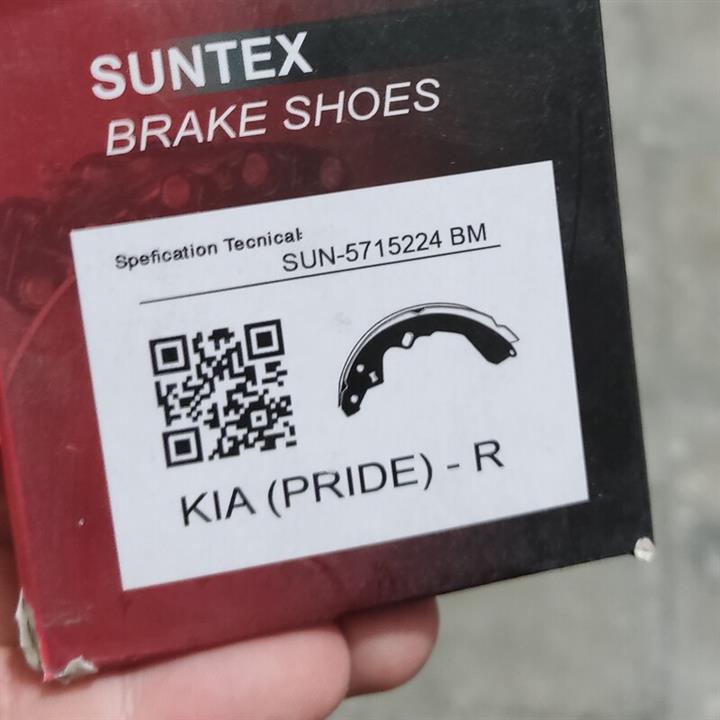 SUNTEX
BRAKE SHOES
Spefication Tecnical:
SUN-5715224 BM
KIA (PRIDE) - R